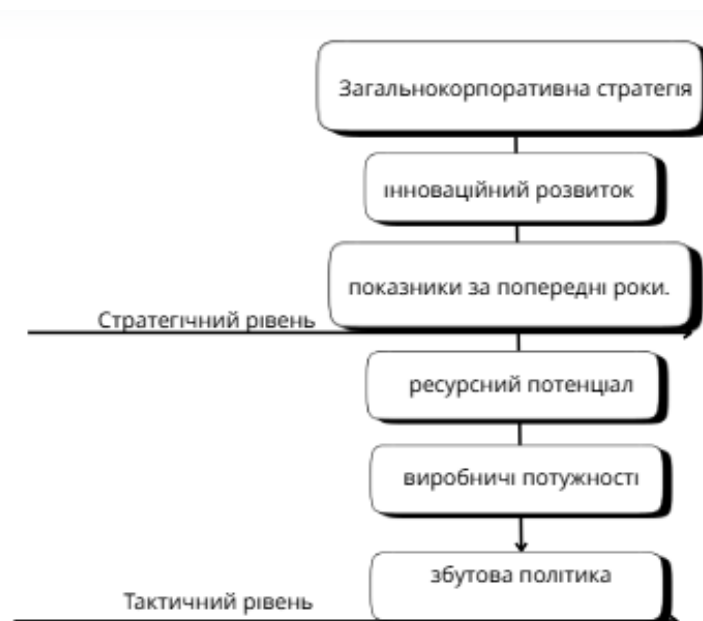 Загальнокорпоративна стратегія
інноваційний розвиток
показники за попередні роки.
Стратегічний рівень
ресурсний потенціал
виробничі потужності
збутова політика
Тактичний рівень